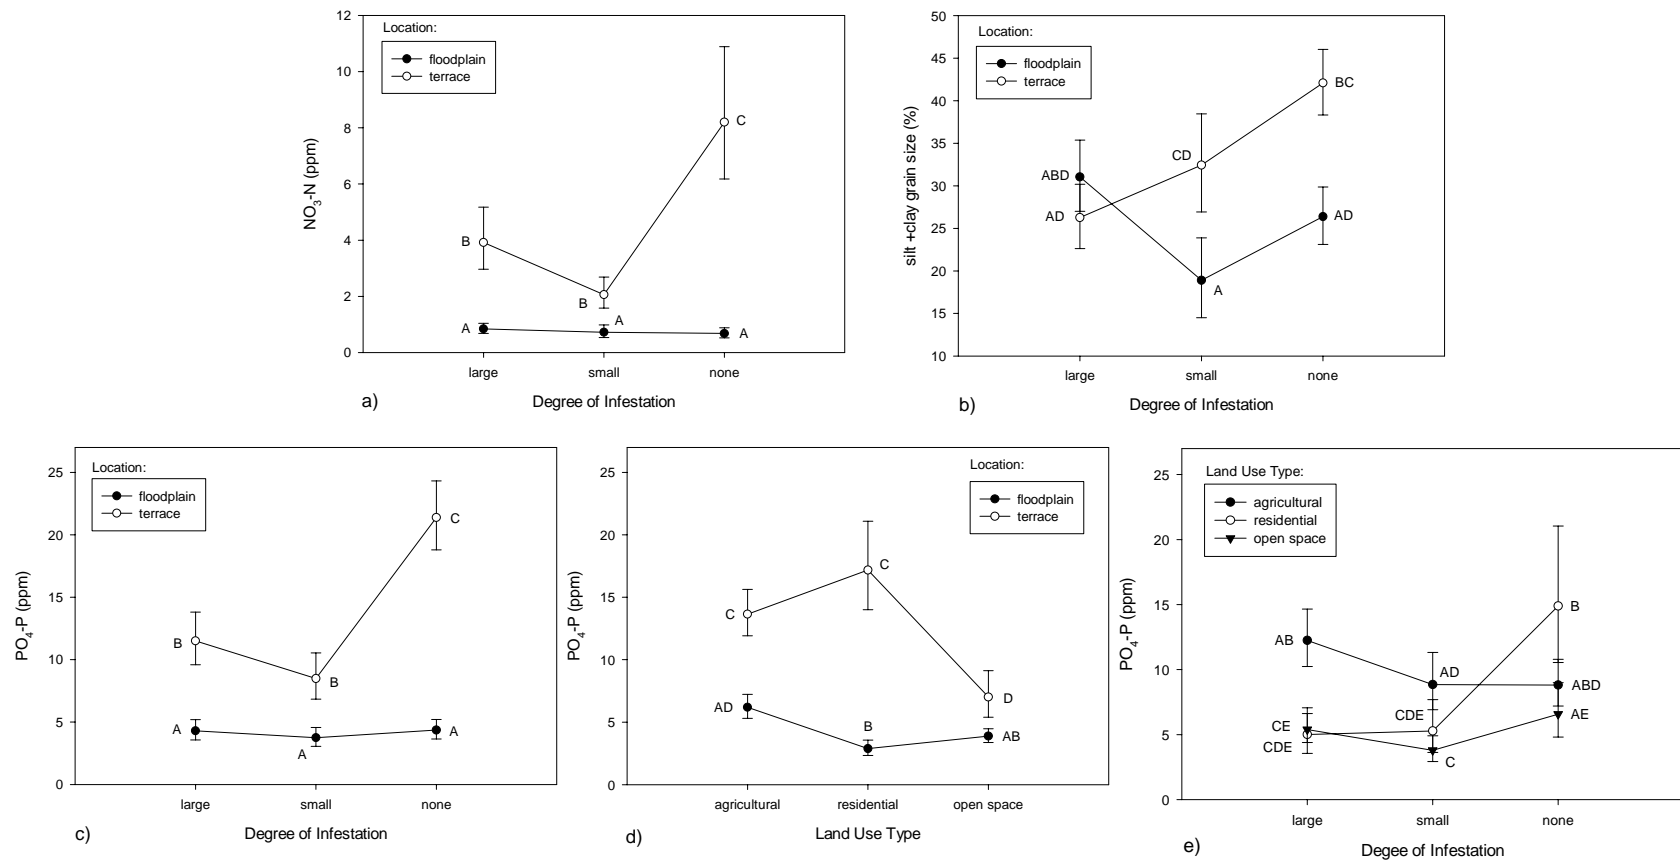 Location:
floodplain
terrace
NO3-N (ppm)
12
10
8
6
4
2
0
B
B
C
A
A
A
large
small
none
a)
Degree of Infestation
Location:
floodplain
terrace
silt +clay grain size (%)
50
45
40
35
30
25
20
15
10
ABD
AD
CD
A
BC
AD
large
small
none
b)
Degree of Infestation
Location:
floodplain
terrace
PO4-P (ppm)
25
20
15
10
5
0
B
B
C
A
A
A
large
small
none
c)
Degree of Infestation
Location:
floodplain
terrace
PO4-P (ppm)
25
20
15
10
5
0
C
C
D
AD
B
AB
agricultural
residential
open space
d)
Land Use Type
Land Use Type:
agricultural
residential
open space
PO4-P (ppm)
25
20
15
10
5
0
AB
AD
B
ABD
CE
CDE
CDE
C
AE
large
small
none
e)
Degee of Infestation